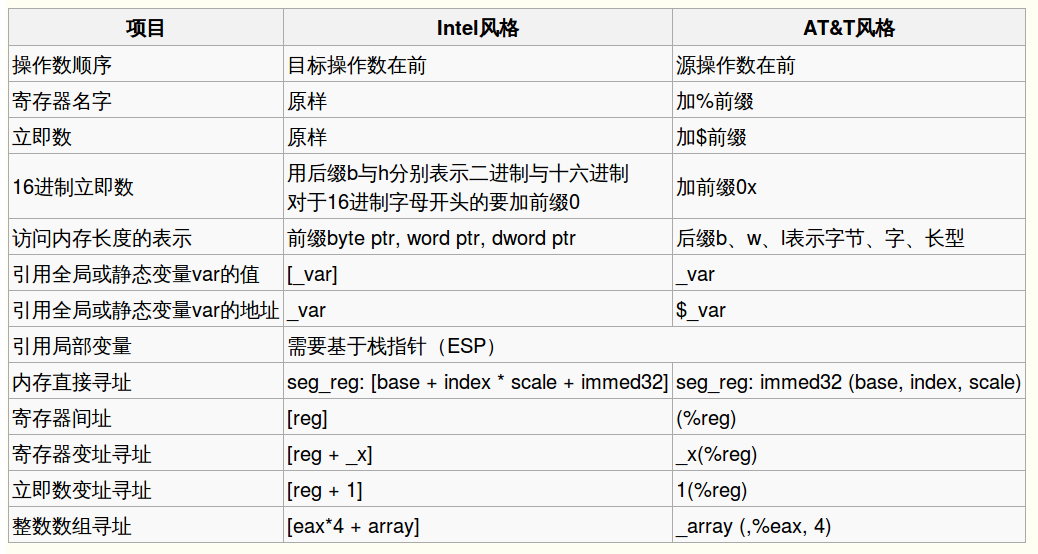 项目 Intel风格 AT&T风格
操作数顺序 目标操作数在前 源操作数在前
寄存器名字 原样 加%前缀
立即数 原样 加$前缀
16进制立即数 用后缀b与h分别表示二进制与十六进制
对于16进制字母开头的要加前缀0 加前缀0x
访问内存长度的表示 前缀byte ptr, word ptr, dword ptr 后缀b、w、l表示字节、字、长型
引用全局或静态变量var的值 [_var] _var
引用全局或静态变量var的地址 _var $_var
引用局部变量 需要基于栈指针（ESP）
内存直接寻址 seg_reg: [base + index * scale + immed32] seg_reg: immed32 (base, index, scale)
寄存器间址 [reg] (%reg)
寄存器变址寻址 [reg + _x] _x(%reg)
立即数变址寻址 [reg + 1] 1(%reg)
整数数组寻址 [eax*4 + array] _array (,%eax, 4)